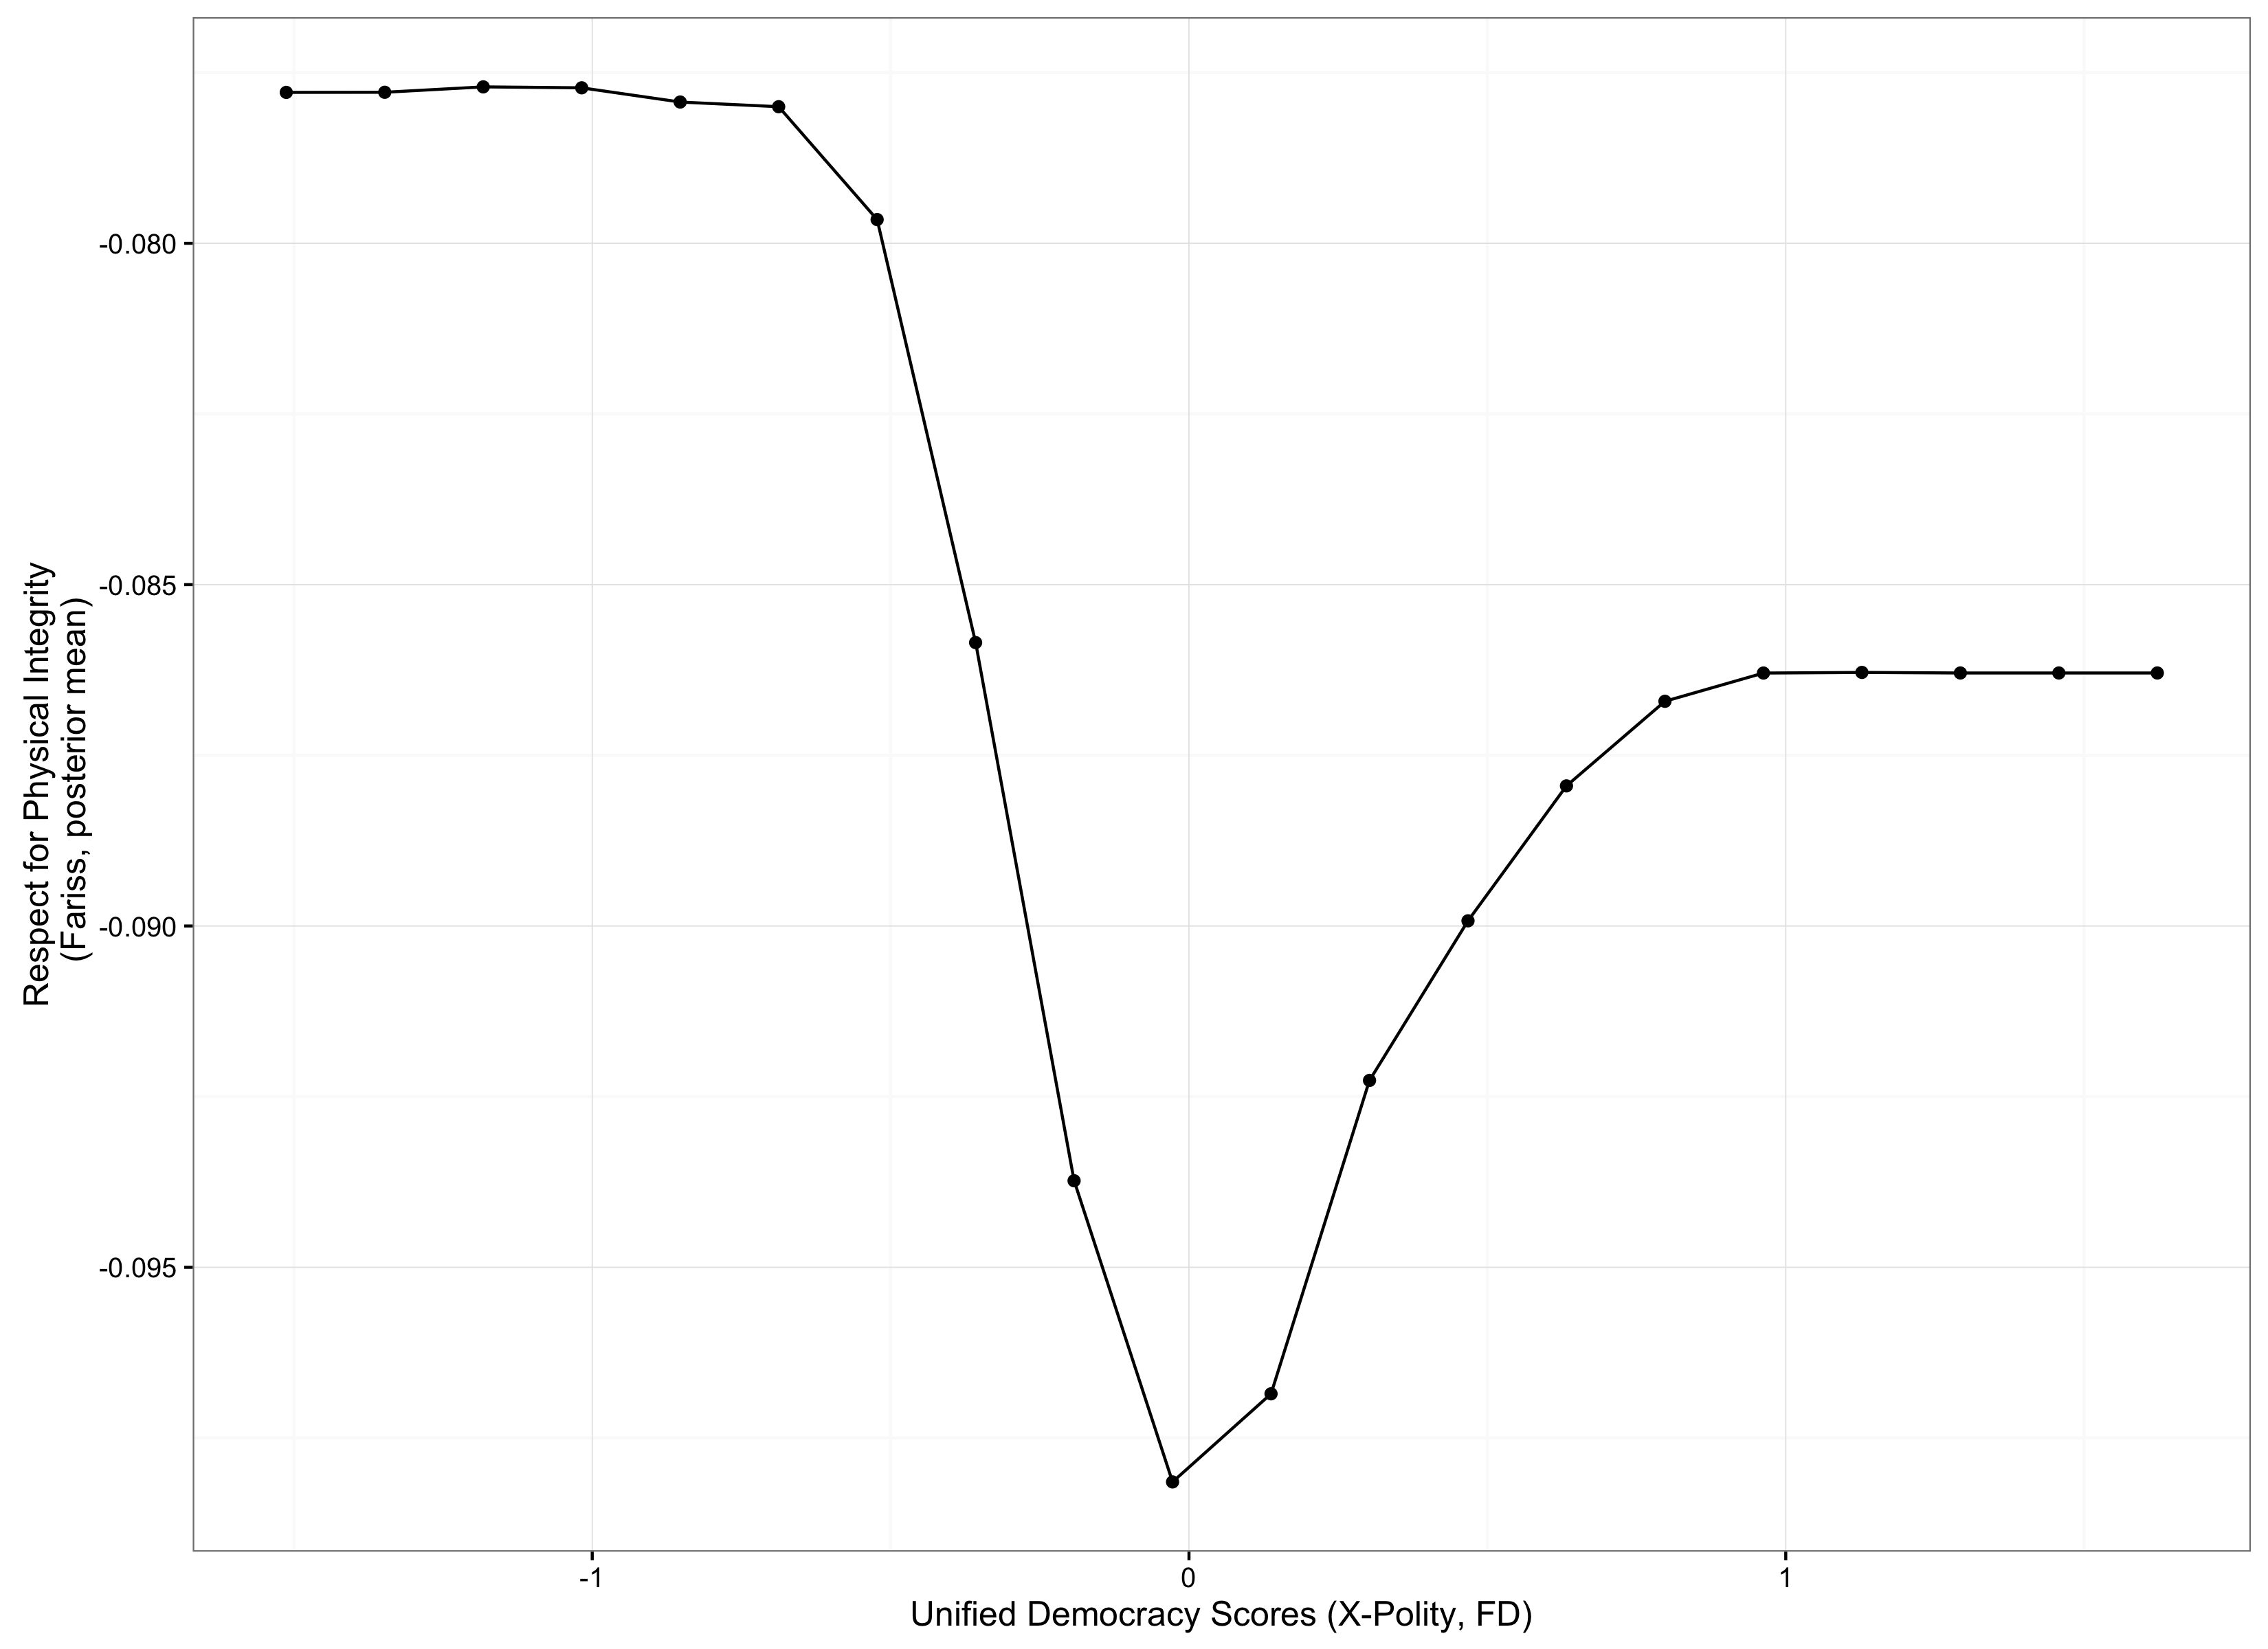 Respect for Physical Integrity
(Fariss, posterior mean)
-0.080
-0.085
-0.090
-0.095
-1
0
1
Unified Democracy Scores (X-Polity, FD)